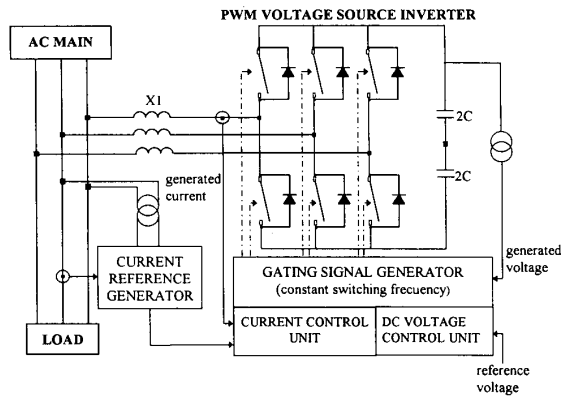 PWM VOLTAGE SOURCE INVERTER
AC MAIN
X1
2C
2C
generated
current
generated
voltage
CURRENT
REFERENCE
GENERATOR
GATING SIGNAL GENERATOR
(constant switching frecuency)
CURRENT CONTROL
UNIT
DC VOLTAGE
CONTROL UNIT
LOAD
reference
voltage